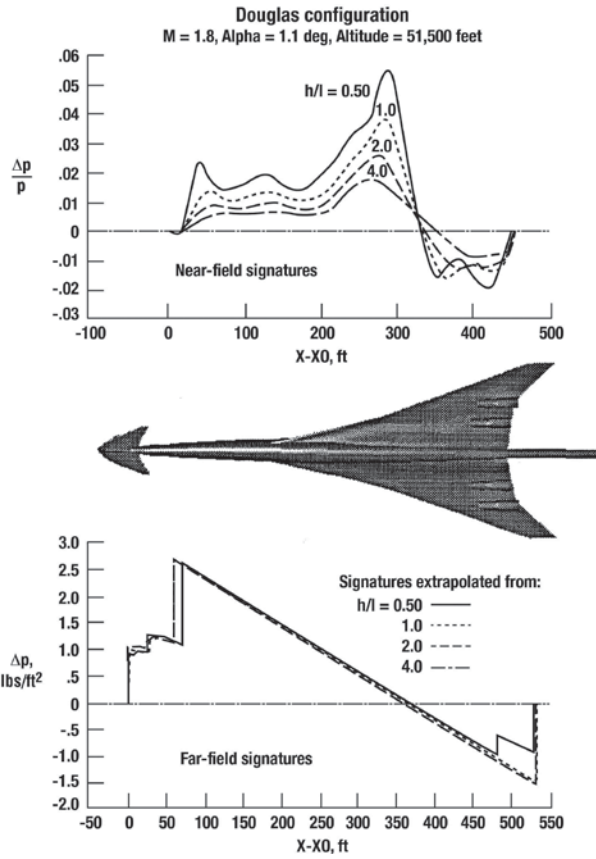 Douglas configuration
M = 1.8, Alpha = 1.1 deg, Altitude = 51,500 feet
.06
.05
.04
.03
.02
.01
0
-.01
-.02
-.03
Δp
p
h/l = 0.50
1.0
2.0
4.0
Near-field signatures
-100 0 100 200 300 400 500
X-XO, ft
3.0
2.5
2.0
1.5
1.0
.5
0
-.5
-1.0
-1.5
-2.0
Δp,
lbs/ft²
Signatures extrapolated from:
h/l = 0.50
1.0
2.0
4.0
Far-field signatures
-50 0 50 100 150 200 250 300 350 400 450 500 550
X-XO, ft